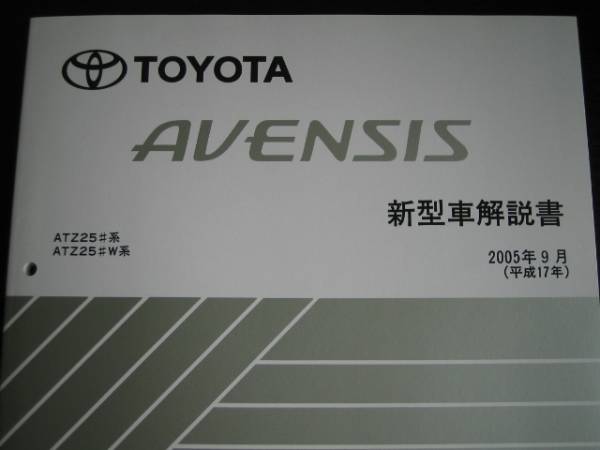 TOYOTA
AVENSIS
新型車解説書
ATZ25#系
ATZ25#W系
2005年9月
(平成17年)